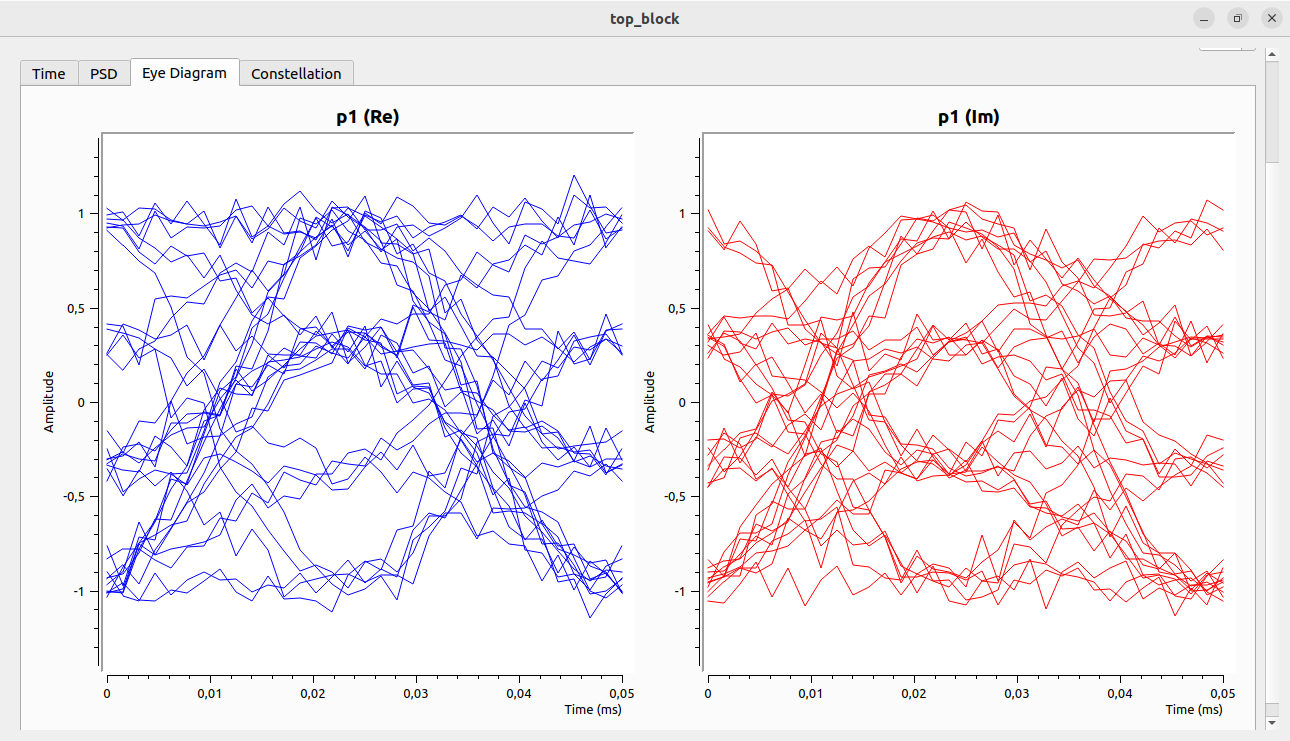 top_block
Time PSD Eye Diagram Constellation
p1 (Re)
1
0,5
0
-0,5
-1
Amplitude
0 0,01 0,02 0,03 0,04 0,05
Time (ms)
p1 (Im)
1
0,5
0
-0,5
-1
Amplitude
0 0,01 0,02 0,03 0,04 0,05
Time (ms)